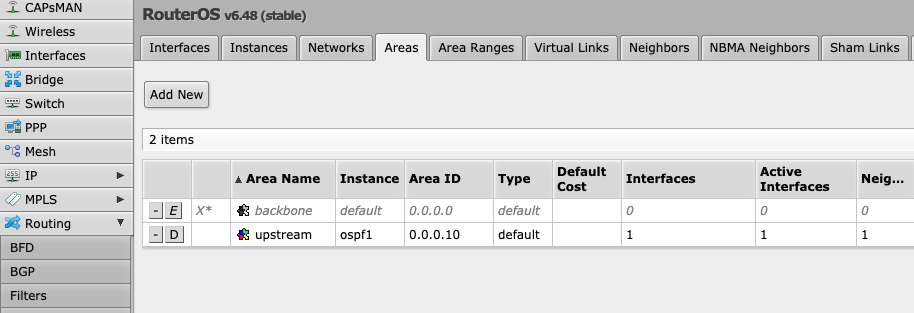 CAPsMAN
Wireless
Interfaces
Bridge
Switch
PPP
Mesh
IP
MPLS
Routing
BFD
BGP
Filters
RouterOS v6.48 (stable)
Interfaces Instances Networks Areas Area Ranges Virtual Links Neighbors NBMA Neighbors Sham Links
Add New
2 items
Area Name Instance Area ID Type Default Cost Interfaces Active Interfaces Neig...
- E X* backbone default 0.0.0.0 default 0 0 0
- D upstream ospf1 0.0.0.10 default 1 1 1